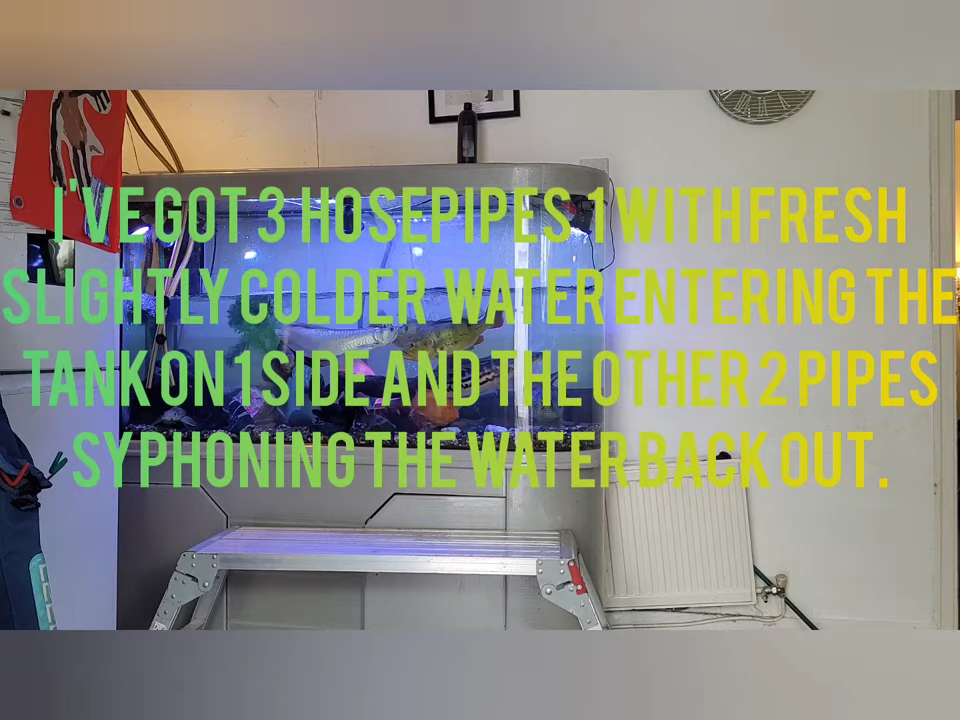 I'VE GOT 3 HOSEPIPES 1 WITH FRESH
SLIGHTLY COLDER WATER ENTERING THE
TANK ON 1 SIDE AND THE OTHER 2 PIPES
SYPHONING THE WATER BACK OUT.